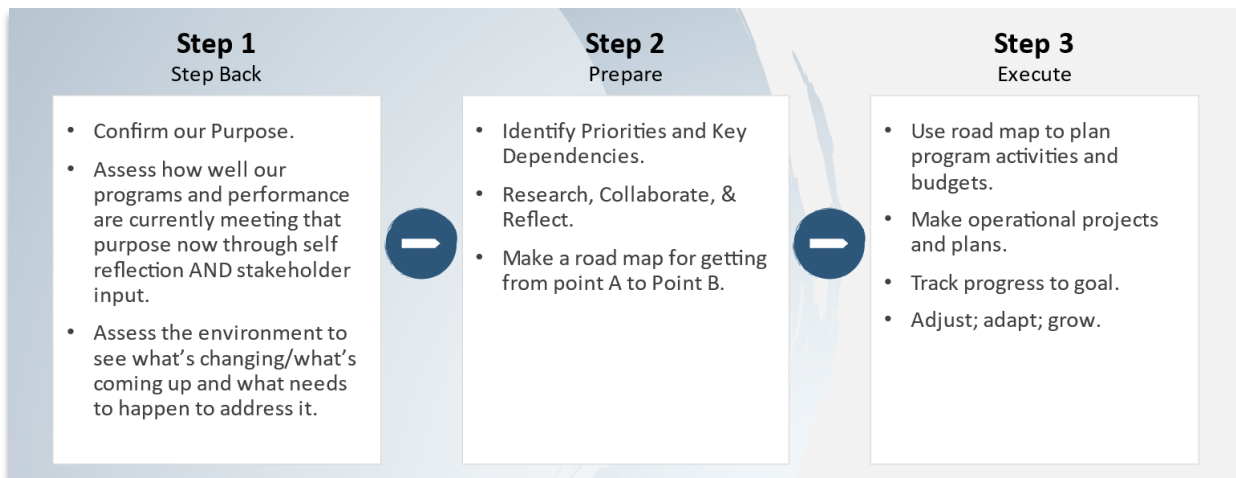 Step 1
Step Back
• Confirm our Purpose.
• Assess how well our
programs and performance
are currently meeting that
purpose now through self
reflection AND stakeholder
input.
• Assess the environment to
see what's changing/what's
coming up and what needs
to happen to address it.
Step 2
Prepare
• Identify Priorities and Key
Dependencies.
• Research, Collaborate, &
Reflect.
• Make a road map for getting
from point A to Point B.
Step 3
Execute
• Use road map to plan
program activities and
budgets.
• Make operational projects
and plans.
• Track progress to goal.
• Adjust; adapt; grow.